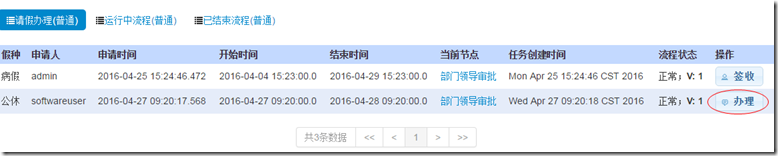 请假办理(普通) 运行中流程(普通) 已结束流程(普通)
假种 申请人 申请时间 开始时间 结束时间 当前节点 任务创建时间 流程状态 操作
病假 admin 2016-04-25 15:24:46.472 2016-04-04 15:23:00.0 2016-04-29 15:23:00.0 部门领导审批 Mon Apr 25 15:24:46 CST 2016 正常；V: 1 签收
公休 softwareuser 2016-04-27 09:20:17.568 2016-04-27 09:20:00.0 2016-04-28 09:20:00.0 部门领导审批 Wed Apr 27 09:20:18 CST 2016 正常；V: 1 办理
共3条数据 << < 1 > >>